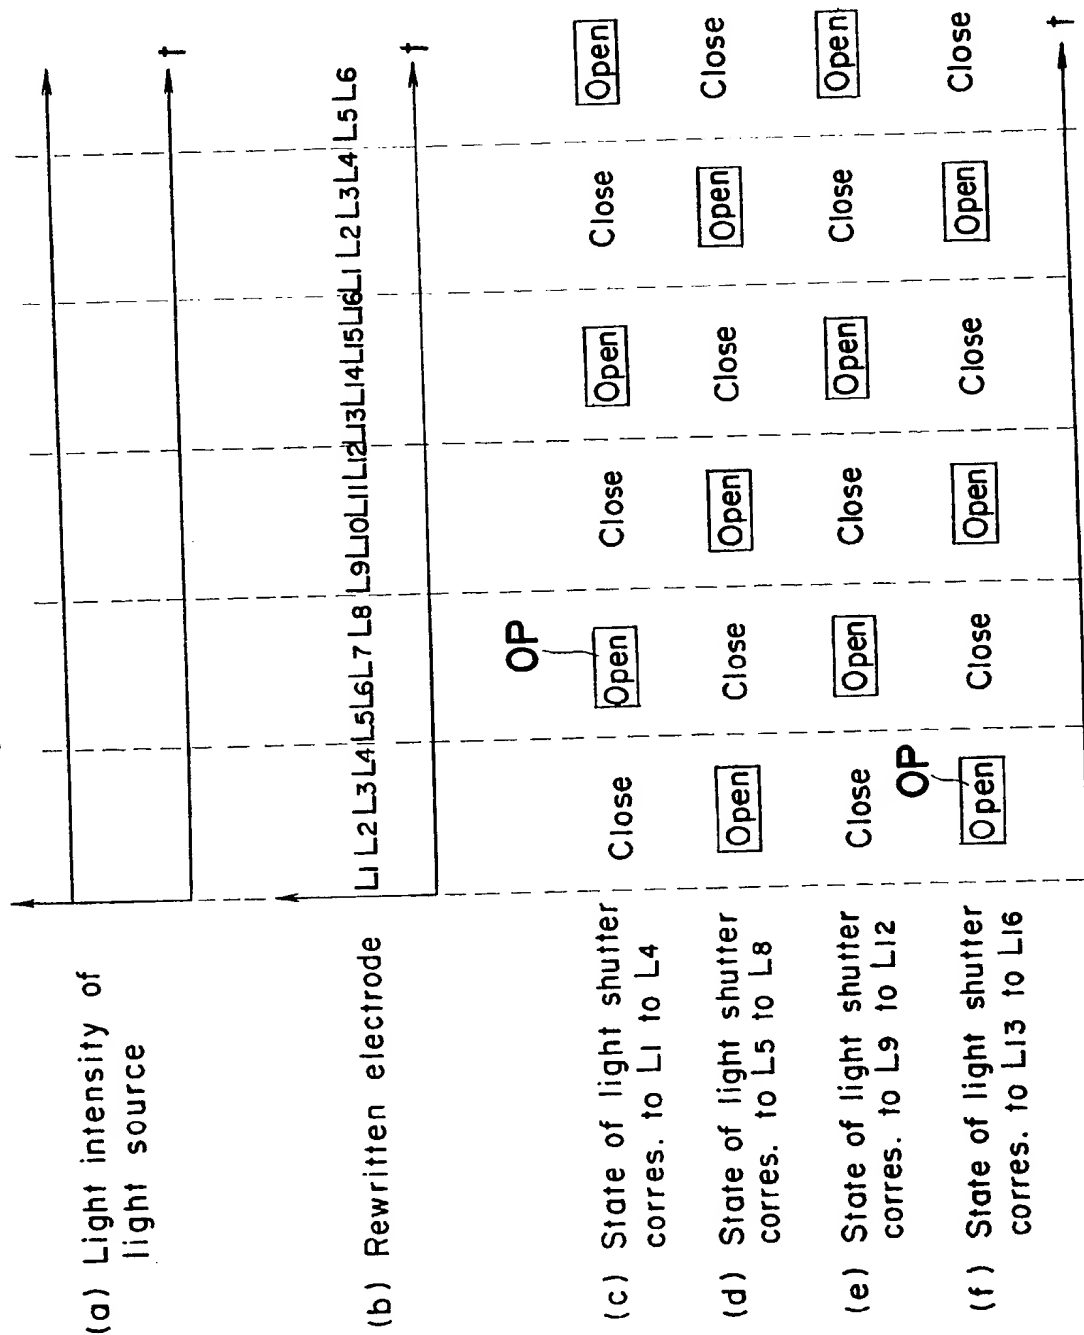 (a) Light intensity of
light source
t
(b) Rewritten electrode
L1 L2 L3 L4 L5 L6 L7 L8 L9 L10 L11 L12 L13 L14 L15 L16 L1 L2 L3 L4 L5 L6
t
OP
(c) State of light shutter
corres. to L1 to L4
Close Open Close Open Close Open
(d) State of light shutter
corres. to L5 to L8
Open Close Open Close Open Close
(e) State of light shutter
corres. to L9 to L12
Close Open Close Open Close Open
OP
(f) State of light shutter
corres. to L13 to L16
Open Close Open Close Open Close
t